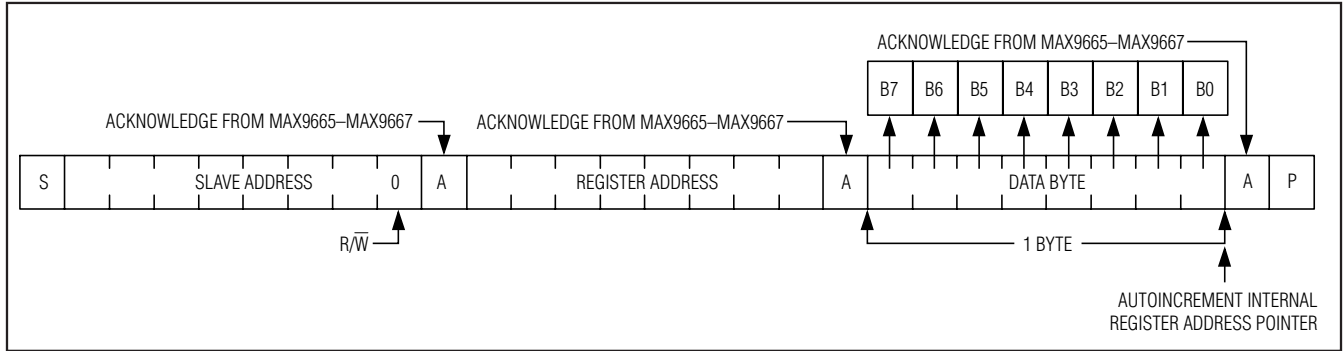 ACKNOWLEDGE FROM MAX9665–MAX9667
B7 B6 B5 B4 B3 B2 B1 B0
ACKNOWLEDGE FROM MAX9665–MAX9667 ACKNOWLEDGE FROM MAX9665–MAX9667
S SLAVE ADDRESS 0 A REGISTER ADDRESS A DATA BYTE A P
R/W̅ 1 BYTE
AUTOINCREMENT INTERNAL
REGISTER ADDRESS POINTER